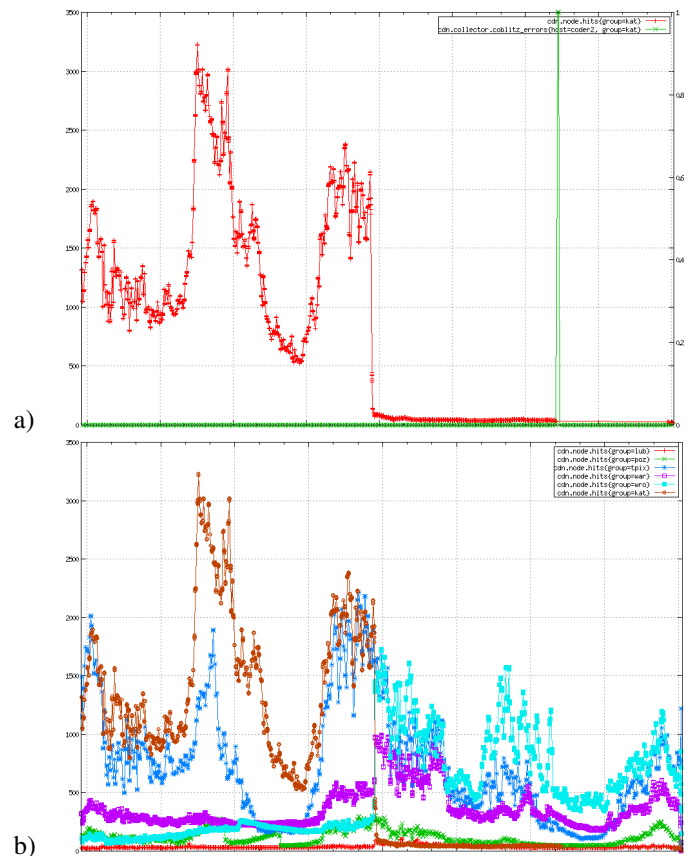 3500
3000
2500
2000
1500
1000
500
0
1
0.8
0.6
0.4
0.2
0
cdn.node.hits{group=kat}
cdn.collector.coblitz_errors{host=coder2, group=kat}
a)
3500
3000
2500
2000
1500
1000
500
0
cdn.node.hits{group=lub}
cdn.node.hits{group=poz}
cdn.node.hits{group=tpix}
cdn.node.hits{group=war}
cdn.node.hits{group=wro}
cdn.node.hits{group=kat}
b)